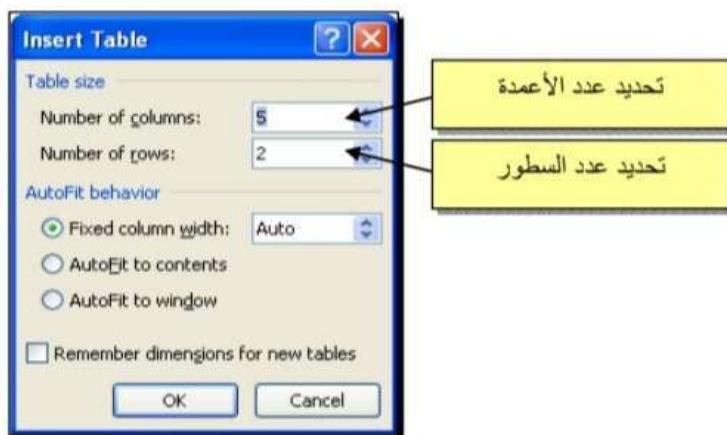 Insert Table
Table size
Number of columns: 5
Number of rows: 2
AutoFit behavior
Fixed column width: Auto
AutoFit to contents
AutoFit to window
Remember dimensions for new tables
OK Cancel
تحديد عدد الأعمدة
تحديد عدد السطور